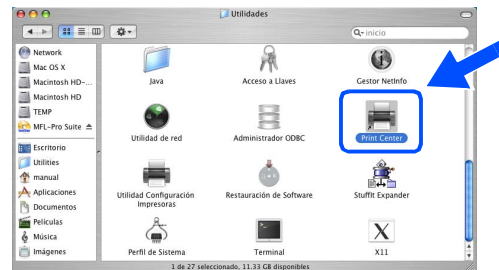 Utilidades
Q- inicio
Network
Mac OS X
Macintosh HD-...
Macintosh HD
TEMP
MFL-Pro Suite
Escritorio
Utilities
manual
Aplicaciones
Documentos
Películas
Música
Imágenes
Java
Acceso a Llaves
Gestor NetInfo
Utilidad de red
Administrador ODBC
Print Center
Utilidad Configuración
Impresoras
Restauración de Software
StuffIt Expander
Perfil de Sistema
Terminal
X11
1 de 27 seleccionado, 11.33 GB disponibles